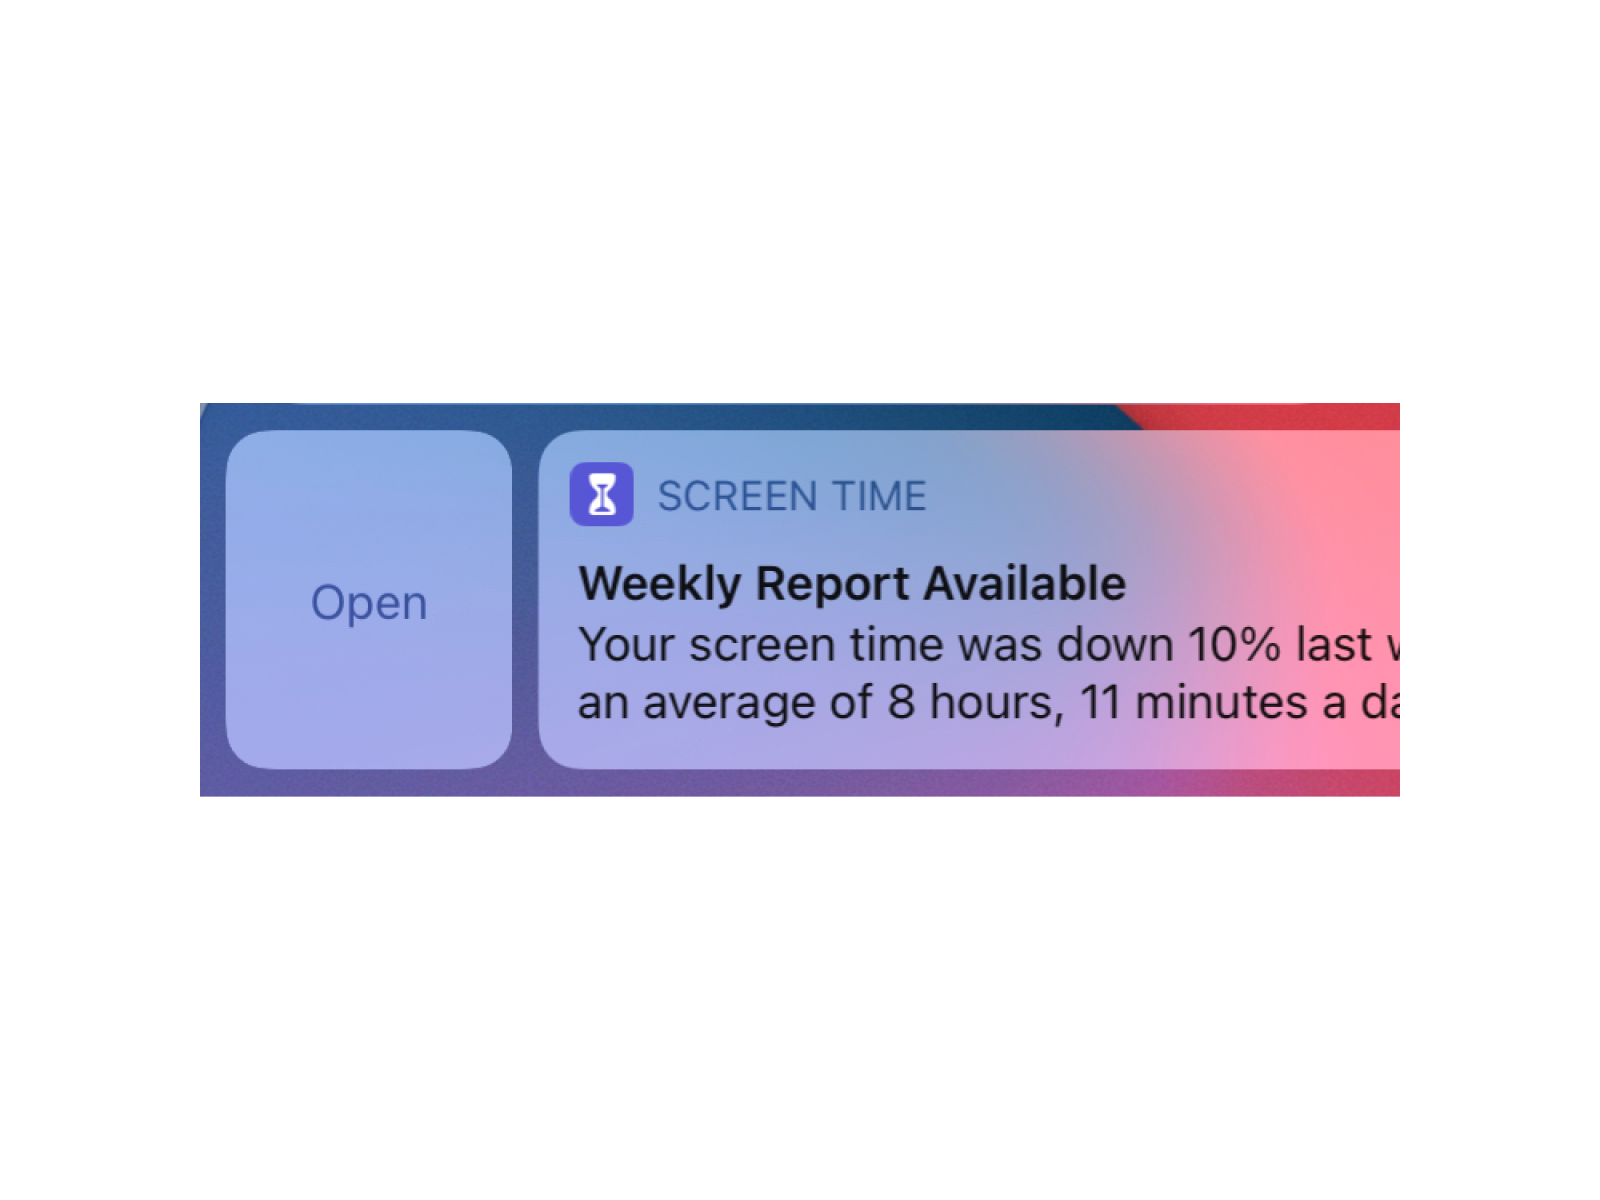 SCREEN TIME
Open
Weekly Report Available
Your screen time was down 10% last
an average of 8 hours, 11 minutes a